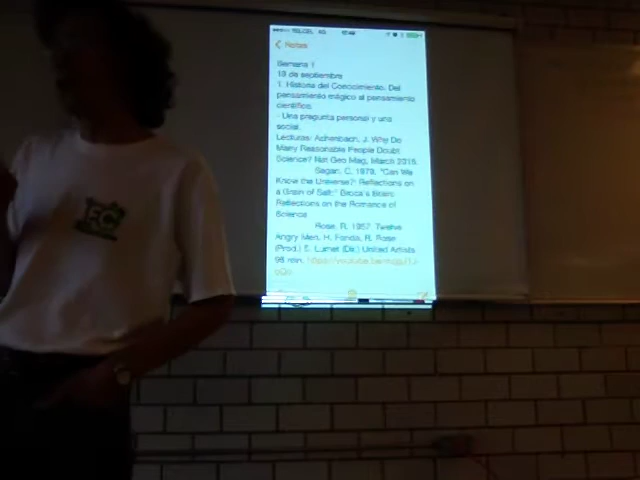 TELCEL 4G
Notes
Semana 1
19 de septiembre
1. Historia del Conocimiento. Del
pensamiento mágico al pensamiento
científico.
- Una pregunta personal y una
social.
Lecturas: Achenbach, J. Why Do
Many Reasonable People Doubt
Science? Nat Geo Mag, March 2015.
Sagan, C. 1979. "Can We
Know the Universe?: Reflections on
a Grain of Salt;" Broca's Brain:
Reflections on the Romance of
Science
Rose, R. 1957. Twelve
Angry Men. H. Fonda, R. Rose
(Prod.) S. Lumet (Dir.) United Artists.
96 min.
FC